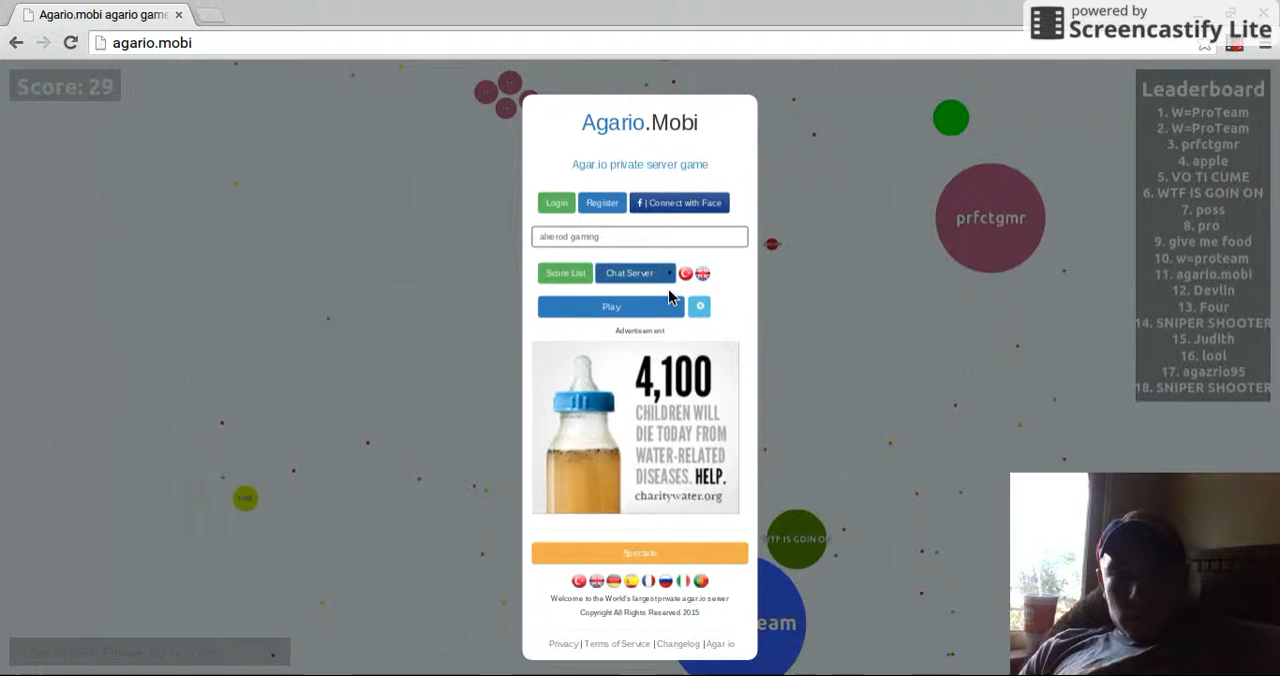 Agario.mobi agario game
powered by
Screencastify Lite
agario.mobi
Score: 29
Leaderboard
1. W=ProTeam
2. W=ProTeam
3. prfctgmr
4. apple
5. VO TI CUME
6. WTF IS GOIN ON
7. poss
8. pro
9. give me food
10. w=proteam
11. agario.mobi
12. Devlin
13. Four
14. SNIPER SHOOTER
15. Judith
16. lool
17. agazrio95
18. SNIPER SHOOTER
prfctgmr
WTF IS GOIN ON
eam
Agario.Mobi
Agar.io private server game
Login
Register
f | Connect with Face
alxerod gaming
Score List
Chat Server
Play
Advertisement
4,100
CHILDREN WILL
DIE TODAY FROM
WATER-RELATED
DISEASES. HELP.
charitywater.org
Spectate
Welcome to the World's largest private agar.io server
Copyright All Rights Reserved 2015
Privacy | Terms of Service | Changelog | Agar io